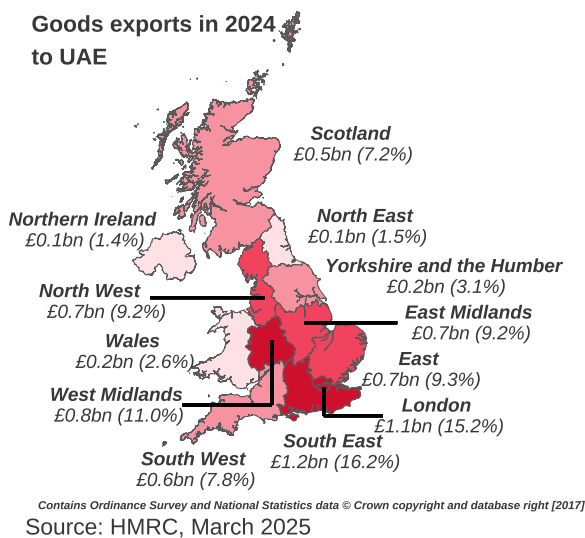 Goods exports in 2024
to UAE
Scotland
£0.5bn (7.2%)
Northern Ireland
£0.1bn (1.4%)
North East
£0.1bn (1.5%)
Yorkshire and the Humber
£0.2bn (3.1%)
North West
£0.7bn (9.2%)
East Midlands
£0.7bn (9.2%)
Wales
£0.2bn (2.6%)
East
£0.7bn (9.3%)
West Midlands
£0.8bn (11.0%)
London
£1.1bn (15.2%)
South East
£1.2bn (16.2%)
South West
£0.6bn (7.8%)
Contains Ordinance Survey and National Statistics data © Crown copyright and database right [2017]
Source: HMRC, March 2025